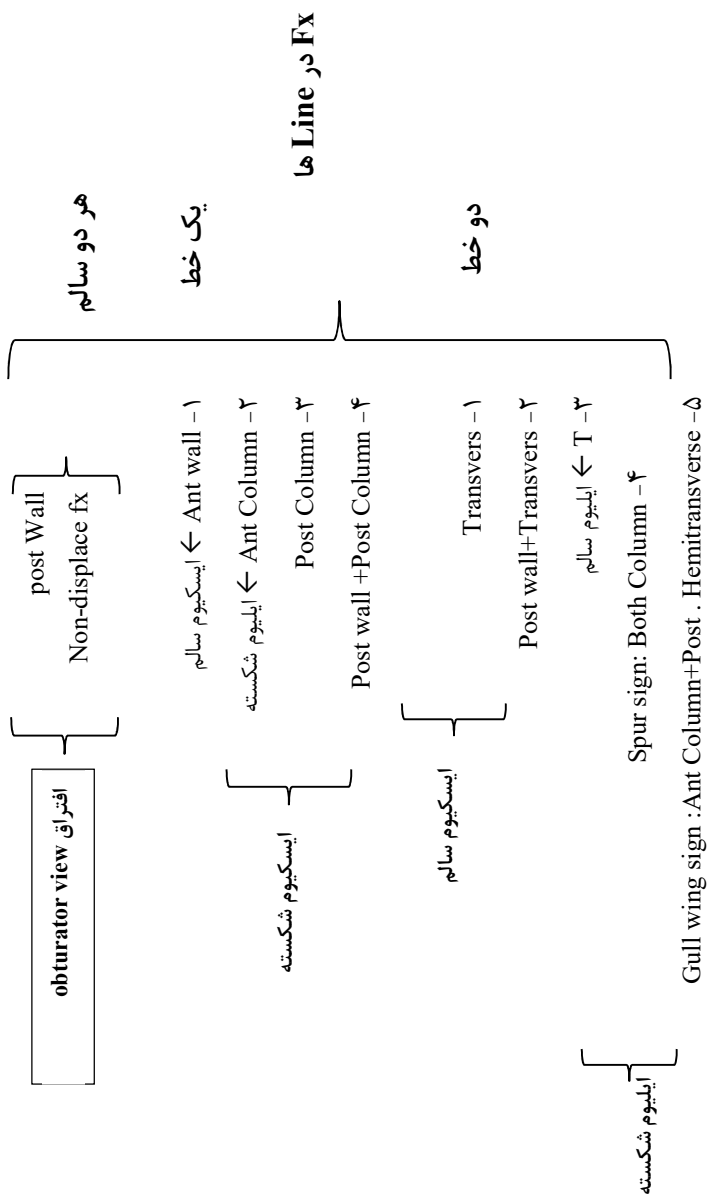 Fx در Line ها
هر دو سالم
post Wall
Non-displace fx
افتراق obturator view
یک خط
۱- Ant wall ← ایسکیوم سالم
۲- Ant Column ← ایلیوم شکسته
۳- Post Column
۴- Post wall +Post Column
ایسکیوم شکسته
دو خط
۱- Transvers
۲- Post wall+Transvers
ایسکیوم سالم
۳- T ← ایلیوم سالم
۴- Spur sign: Both Column
۵- Gull wing sign :Ant Column+Post . Hemitransverse
ایلیوم شکسته